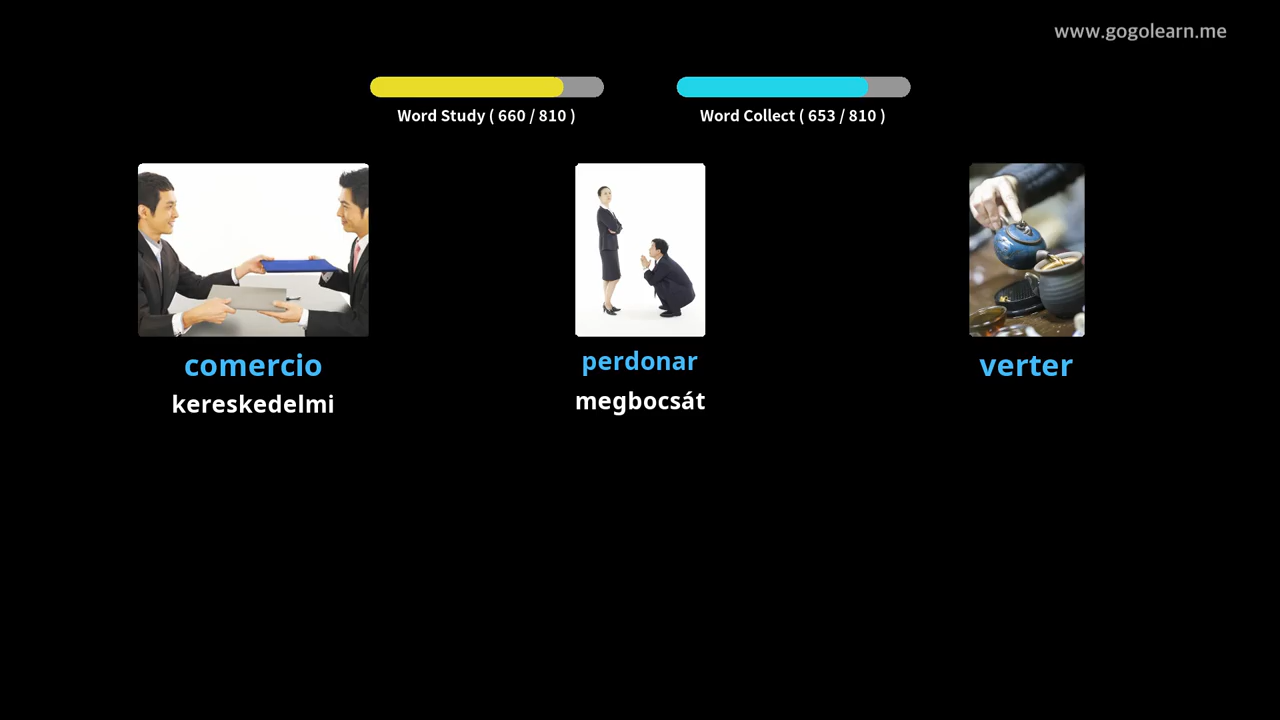 www.gogolearn.me
Word Study ( 660 / 810 )
Word Collect ( 653 / 810 )
comercio
perdonar
verter
kereskedelmi
megbocsát